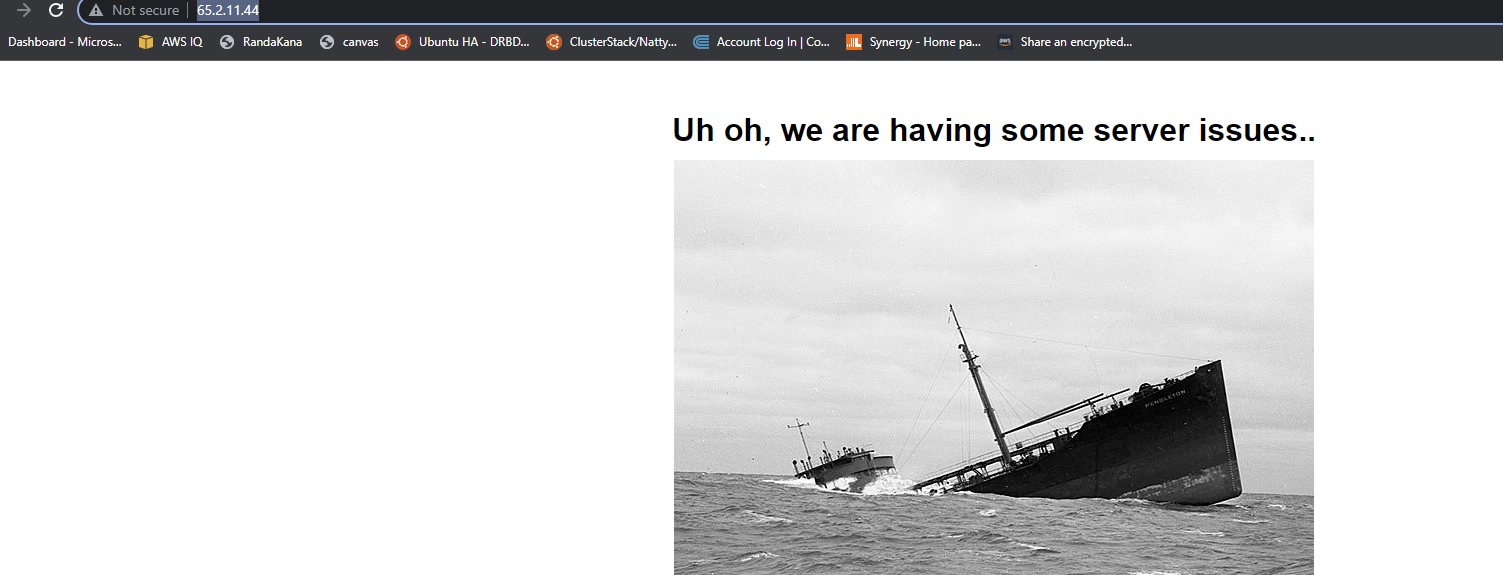 Not secure 65.2.11.44
Dashboard - Micros... AWS IQ RandaKana canvas Ubuntu HA - DRBD... ClusterStack/Natty... Account Log In | Co... Synergy - Home pa... aws Share an encrypted...
Uh oh, we are having some server issues..
PENDLETON